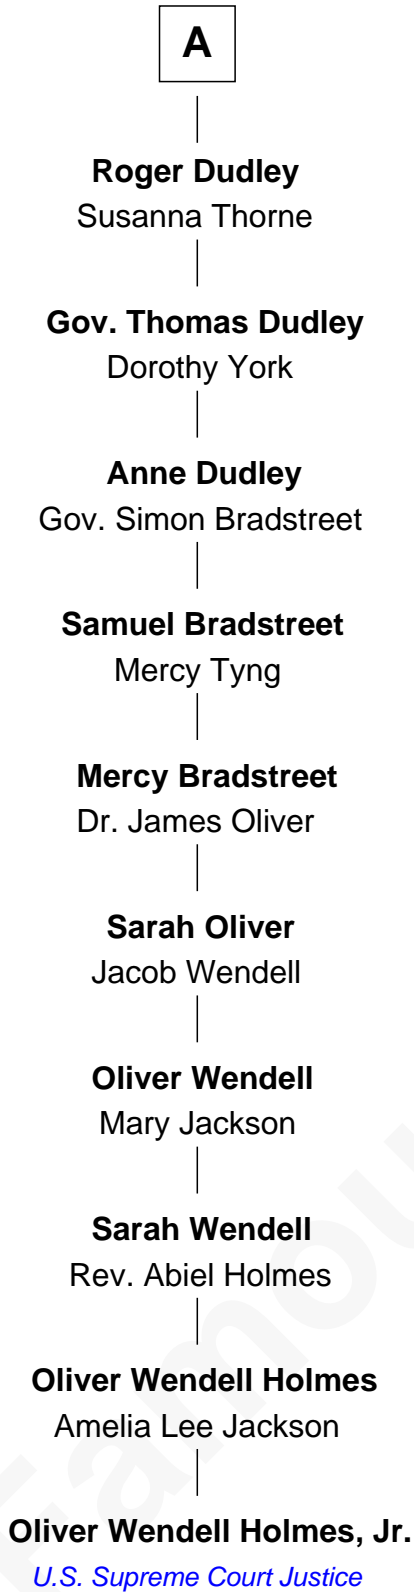 A
Roger Dudley
Susanna Thorne
Gov. Thomas Dudley
Dorothy York
Anne Dudley
Gov. Simon Bradstreet
Samuel Bradstreet
Mercy Tyng
Mercy Bradstreet
Dr. James Oliver
Sarah Oliver
Jacob Wendell
Oliver Wendell
Mary Jackson
Sarah Wendell
Rev. Abiel Holmes
Oliver Wendell Holmes
Amelia Lee Jackson
Oliver Wendell Holmes, Jr.
U.S. Supreme Court Justice
Famou